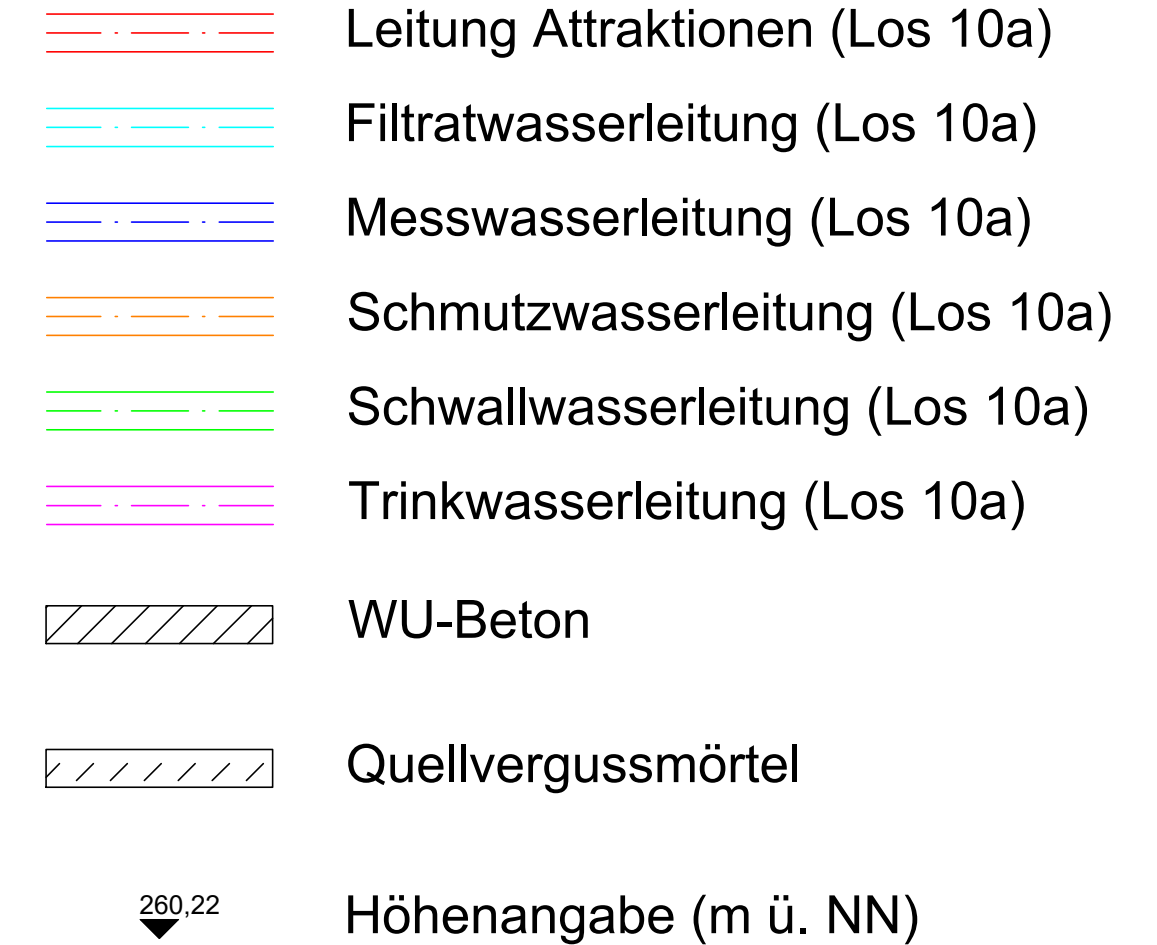 Leitung Attraktionen (Los 10a)
Filtratwasserleitung (Los 10a)
Messwasserleitung (Los 10a)
Schmutzwasserleitung (Los 10a)
Schwallwasserleitung (Los 10a)
Trinkwasserleitung (Los 10a)
WU-Beton
Quellvergussmörtel
260,22 Höhenangabe (m ü. NN)